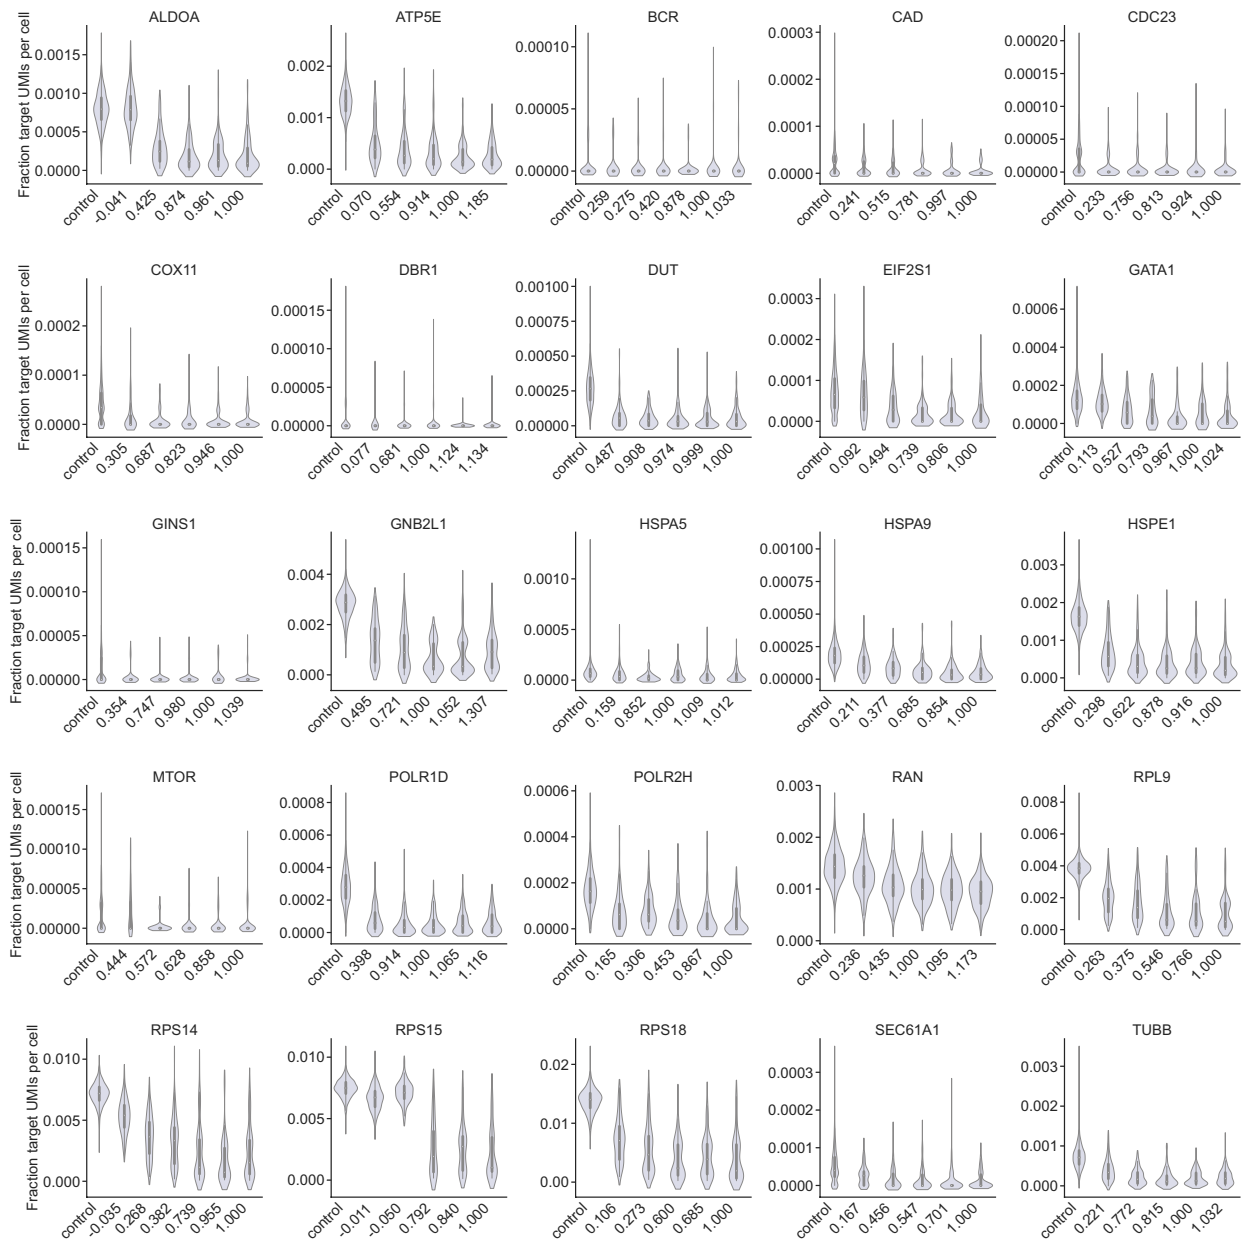 ALDOA
ATP5E
BCR
CAD
CDC23
Fraction target UMIs per cell
0.0015
0.0010
0.0005
0.0000
control -0.041 0.425 0.874 0.961 1.000
0.002
0.001
0.000
control 0.070 0.554 0.914 1.000 1.185
0.00010
0.00005
0.00000
control 0.259 0.275 0.420 0.878 1.000 1.033
0.0003
0.0002
0.0001
0.0000
control 0.241 0.515 0.781 0.997 1.000
0.00020
0.00015
0.00010
0.00005
0.00000
control 0.233 0.756 0.813 0.924 1.000
COX11
DBR1
DUT
EIF2S1
GATA1
Fraction target UMIs per cell
0.0002
0.0001
0.0000
control 0.305 0.687 0.823 0.946 1.000
0.00015
0.00010
0.00005
0.00000
control 0.077 0.681 1.000 1.124 1.134
0.00100
0.00075
0.00050
0.00025
0.00000
control 0.487 0.908 0.974 0.999 1.000
0.0003
0.0002
0.0001
0.0000
control 0.092 0.494 0.739 0.806 1.000
0.0006
0.0004
0.0002
0.0000
control 0.113 0.527 0.793 0.967 1.000 1.024
GINS1
GNB2L1
HSPA5
HSPA9
HSPE1
Fraction target UMIs per cell
0.00015
0.00010
0.00005
0.00000
control 0.354 0.747 0.980 1.000 1.039
0.004
0.002
0.000
control 0.495 0.721 1.000 1.052 1.307
0.0010
0.0005
0.0000
control 0.159 0.852 1.000 1.009 1.012
0.00100
0.00075
0.00050
0.00025
0.00000
control 0.211 0.377 0.685 0.854 1.000
0.003
0.002
0.001
0.000
control 0.298 0.622 0.878 0.916 1.000
MTOR
POLR1D
POLR2H
RAN
RPL9
Fraction target UMIs per cell
0.00015
0.00010
0.00005
0.00000
control 0.444 0.572 0.628 0.858 1.000
0.0008
0.0006
0.0004
0.0002
0.0000
control 0.398 0.914 1.000 1.065 1.116
0.0006
0.0004
0.0002
0.0000
control 0.165 0.306 0.453 0.867 1.000
0.003
0.002
0.001
0.000
control 0.236 0.435 1.000 1.095 1.173
0.008
0.006
0.004
0.002
0.000
control 0.263 0.375 0.546 0.766 1.000
RPS14
RPS15
RPS18
SEC61A1
TUBB
Fraction target UMIs per cell
0.010
0.005
0.000
control -0.035 0.268 0.382 0.739 0.955 1.000
0.010
0.005
0.000
control -0.011 -0.050 0.792 0.840 1.000
0.02
0.01
0.00
control 0.106 0.273 0.600 0.685 1.000
0.0003
0.0002
0.0001
0.0000
control 0.167 0.456 0.547 0.701 1.000
0.003
0.002
0.001
0.000
control 0.221 0.772 0.815 1.000 1.032